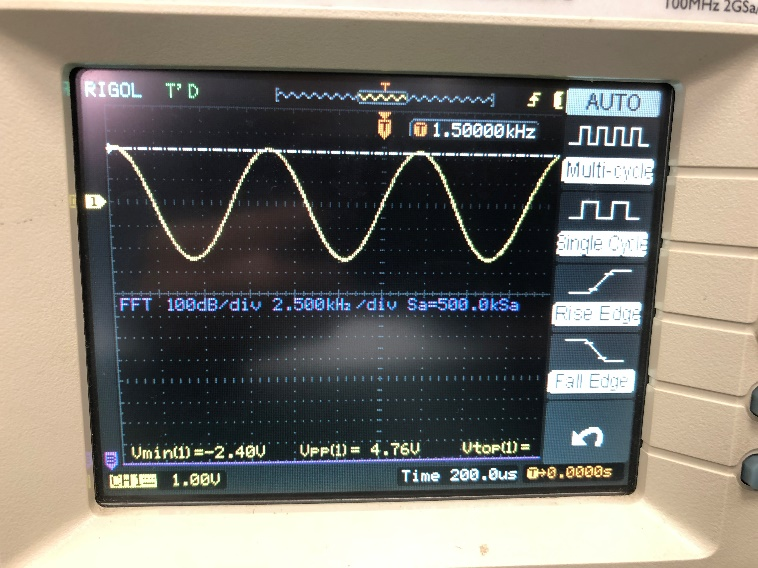 100MHz 2GSa/
RIGOL T'D
AUTO
T
T 1.50000kHz
Multi-cycle
1
Single Cycle
FFT 100dB/div 2.500kHz/div Sa=500.0kSa
Rise Edge
Fall Edge
Vmin(1)=-2.40V Vpp(1)= 4.76V Vtop(1)=
CH1 1.00V Time 200.0us T→0.0000s